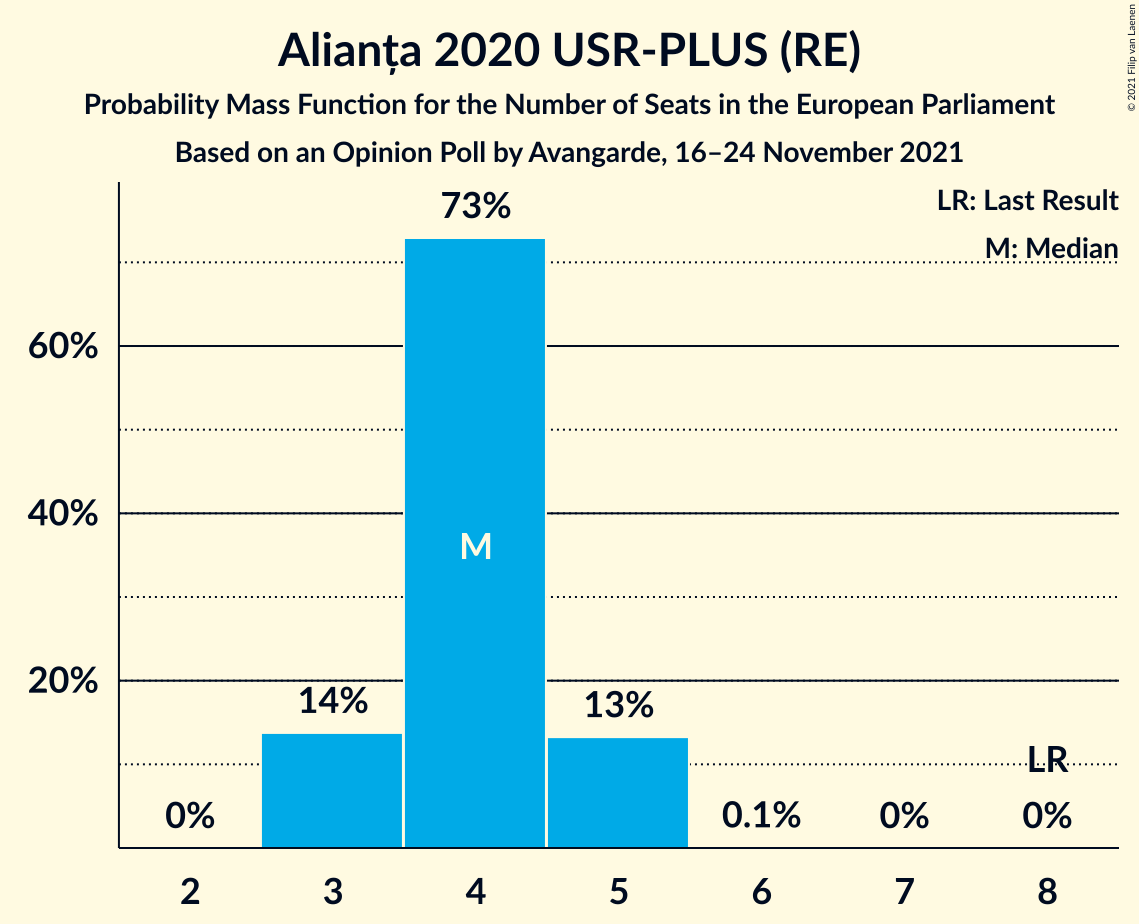 Alianța 2020 USR-PLUS (RE)
Probability Mass Function for the Number of Seats in the European Parliament
Based on an Opinion Poll by Avangarde, 16–24 November 2021
© 2021 Filip van Laenen
LR: Last Result
M: Median
60%
40%
20%
0%
14%
73%
M
13%
0.1%
0%
LR
0%
2 3 4 5 6 7 8